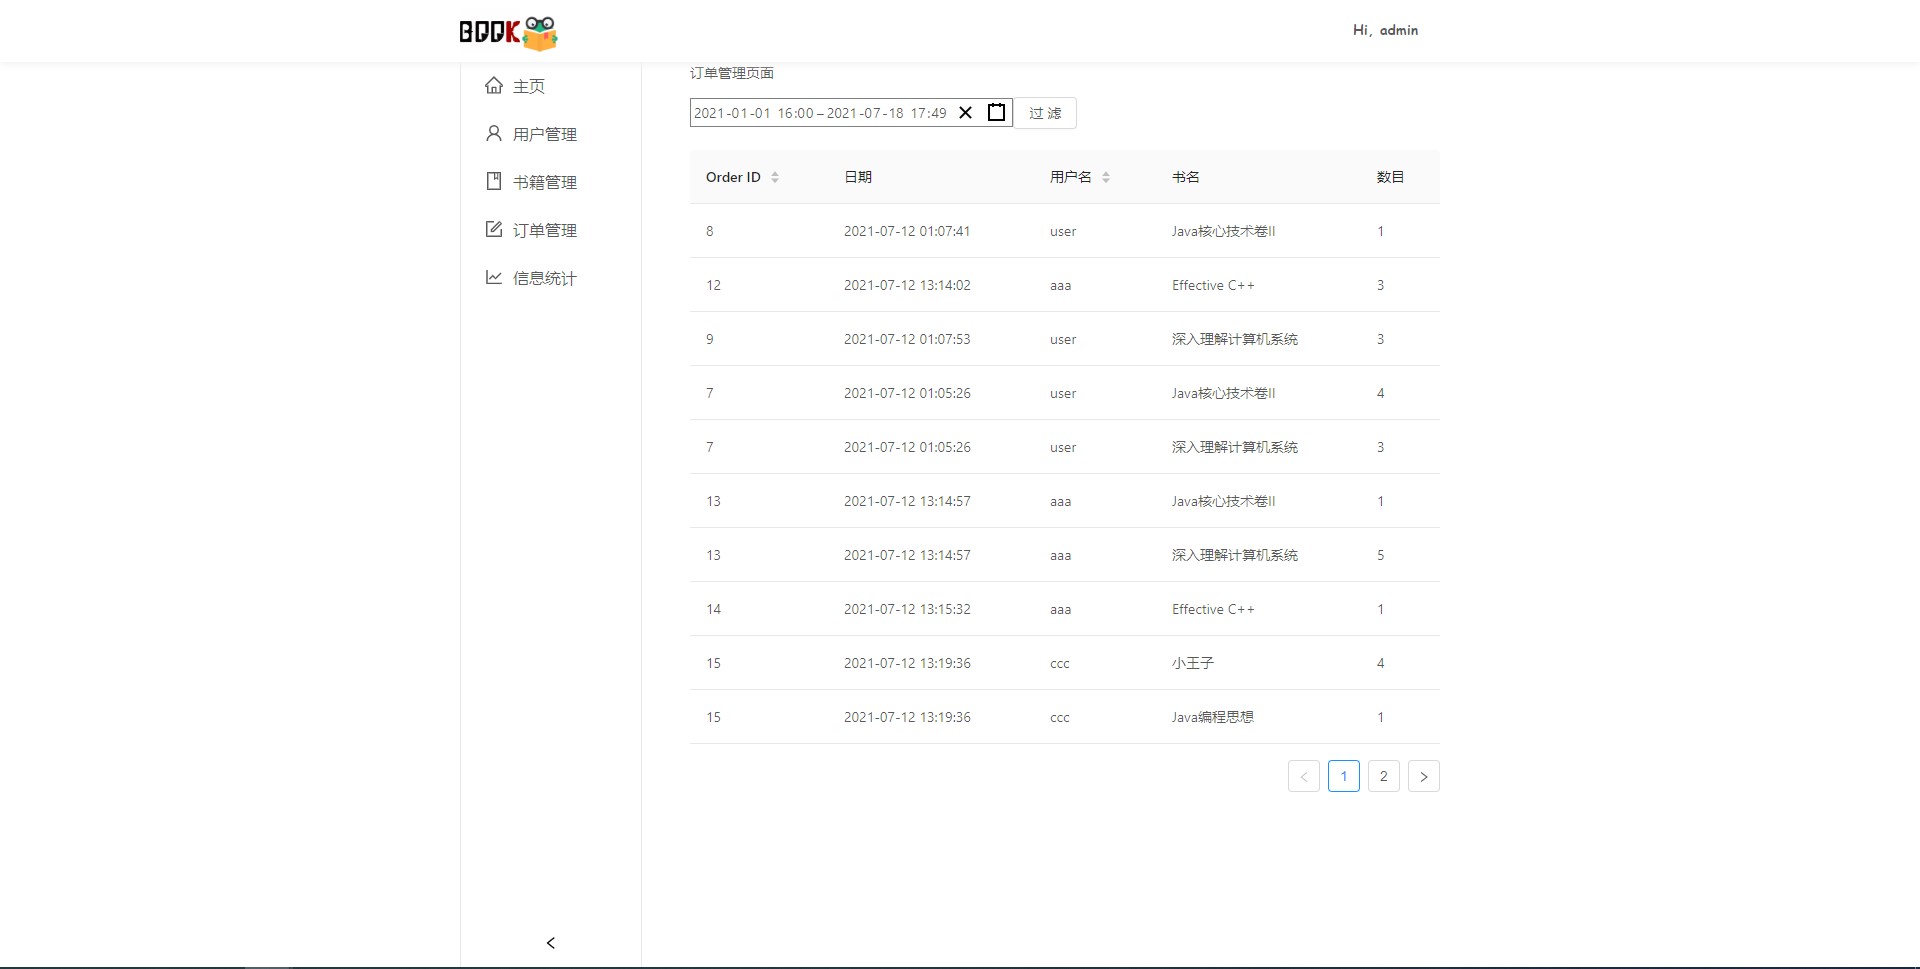 BOOK
Hi, admin
主页
用户管理
书籍管理
订单管理
信息统计
订单管理页面
2021-01-01 16:00 – 2021-07-18 17:49 过 滤
Order ID 日期 用户名 书名 数目
8 2021-07-12 01:07:41 user Java核心技术卷II 1
12 2021-07-12 13:14:02 aaa Effective C++ 3
9 2021-07-12 01:07:53 user 深入理解计算机系统 3
7 2021-07-12 01:05:26 user Java核心技术卷II 4
7 2021-07-12 01:05:26 user 深入理解计算机系统 3
13 2021-07-12 13:14:57 aaa Java核心技术卷II 1
13 2021-07-12 13:14:57 aaa 深入理解计算机系统 5
14 2021-07-12 13:15:32 aaa Effective C++ 1
15 2021-07-12 13:19:36 ccc 小王子 4
15 2021-07-12 13:19:36 ccc Java编程思想 1
< 1 2 >
<